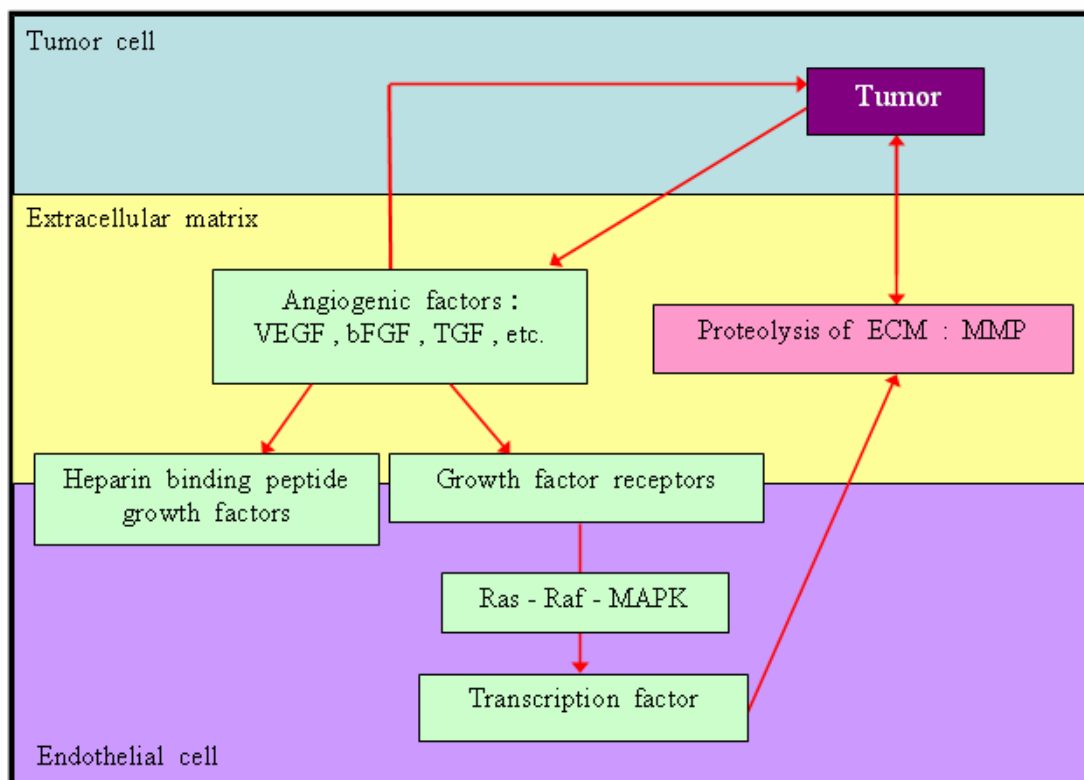 Tumor cell
Tumor
Extracellular matrix
Angiogenic factors :
VEGF , bFGF , TGF , etc.
Proteolysis of ECM : MMP
Heparin binding peptide
growth factors
Growth factor receptors
Ras - Raf - MAPK
Transcription factor
Endothelial cell